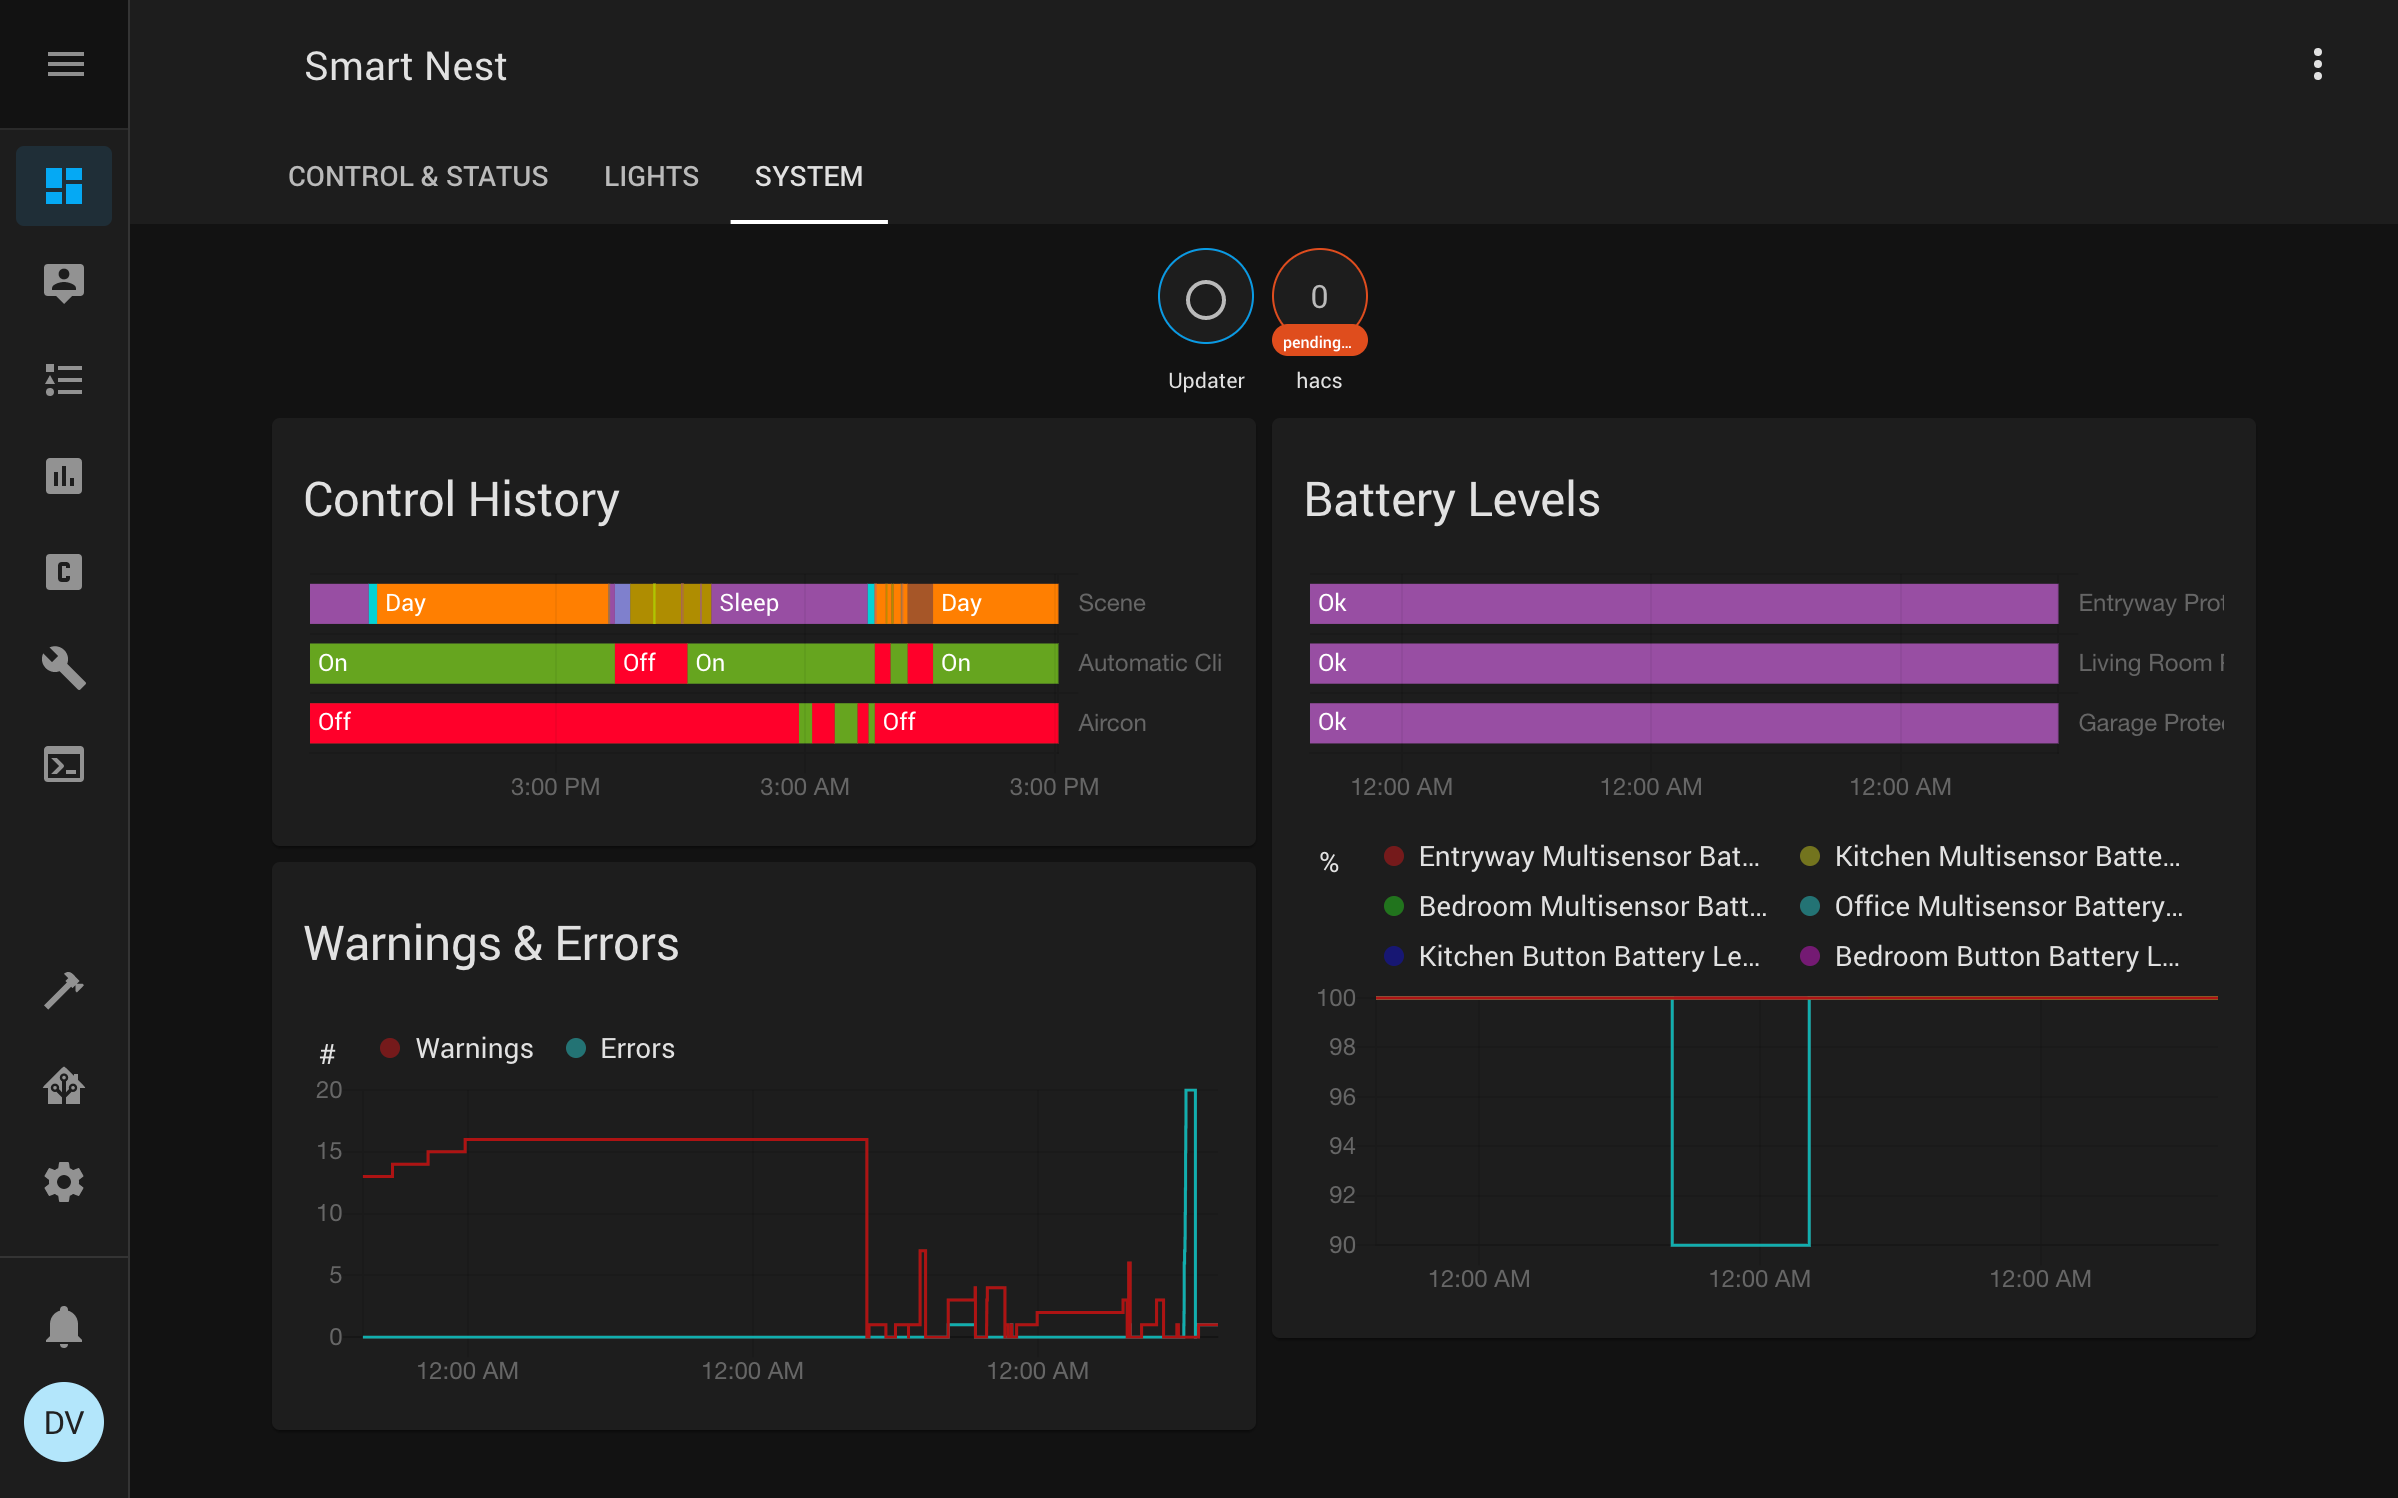 Smart Nest
CONTROL & STATUS LIGHTS SYSTEM
0
pending...
Updater hacs
Control History
Day Sleep Day Scene
On Off On On Automatic Cli
Off Off Aircon
3:00 PM 3:00 AM 3:00 PM
Warnings & Errors
# Warnings Errors
20
15
10
5
0
12:00 AM 12:00 AM 12:00 AM
Battery Levels
Ok Entryway Prot
Ok Living Room
Ok Garage Prote
12:00 AM 12:00 AM 12:00 AM
% Entryway Multisensor Bat... Kitchen Multisensor Batte...
Bedroom Multisensor Batt... Office Multisensor Battery...
Kitchen Button Battery Le... Bedroom Button Battery L...
100
98
96
94
92
90
12:00 AM 12:00 AM 12:00 AM
C
DV